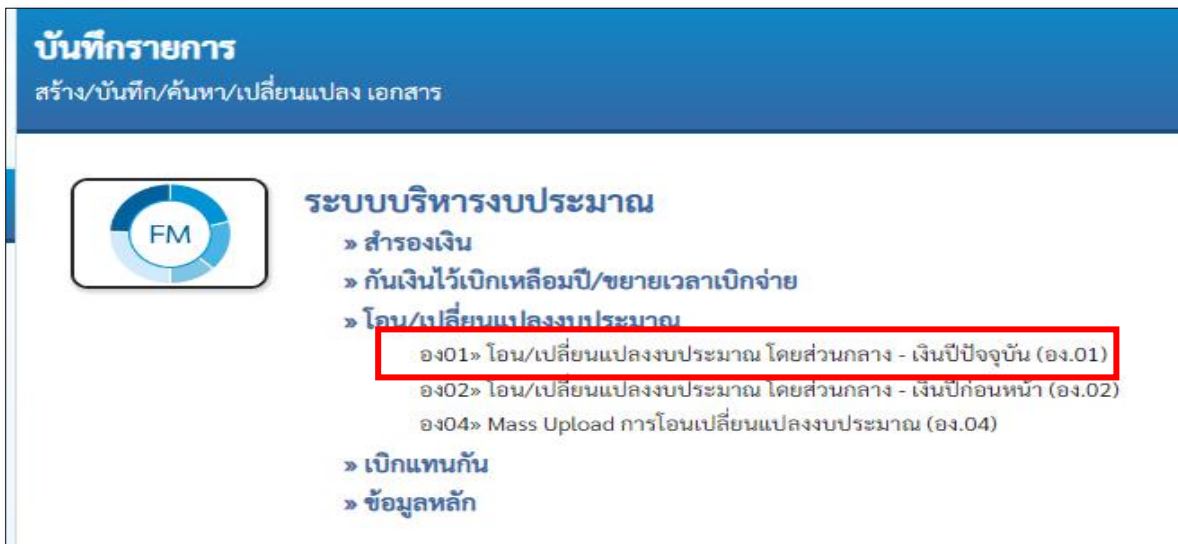 บันทึกรายการ
สร้าง/บันทึก/ค้นหา/เปลี่ยนแปลง เอกสาร
FM
ระบบบริหารงบประมาณ
» สำรองเงิน
» กันเงินไว้เบิกเหลื่อมปี/ขยายเวลาเบิกจ่าย
» โอน/เปลี่ยนแปลงงบประมาณ
อง01» โอน/เปลี่ยนแปลงงบประมาณ โดยส่วนกลาง - เงินปีปัจจุบัน (อง.01)
อง02» โอน/เปลี่ยนแปลงงบประมาณ โดยส่วนกลาง - เงินปีก่อนหน้า (อง.02)
อง04» Mass Upload การโอนเปลี่ยนแปลงงบประมาณ (อง.04)
» เบิกแทนกัน
» ข้อมูลหลัก